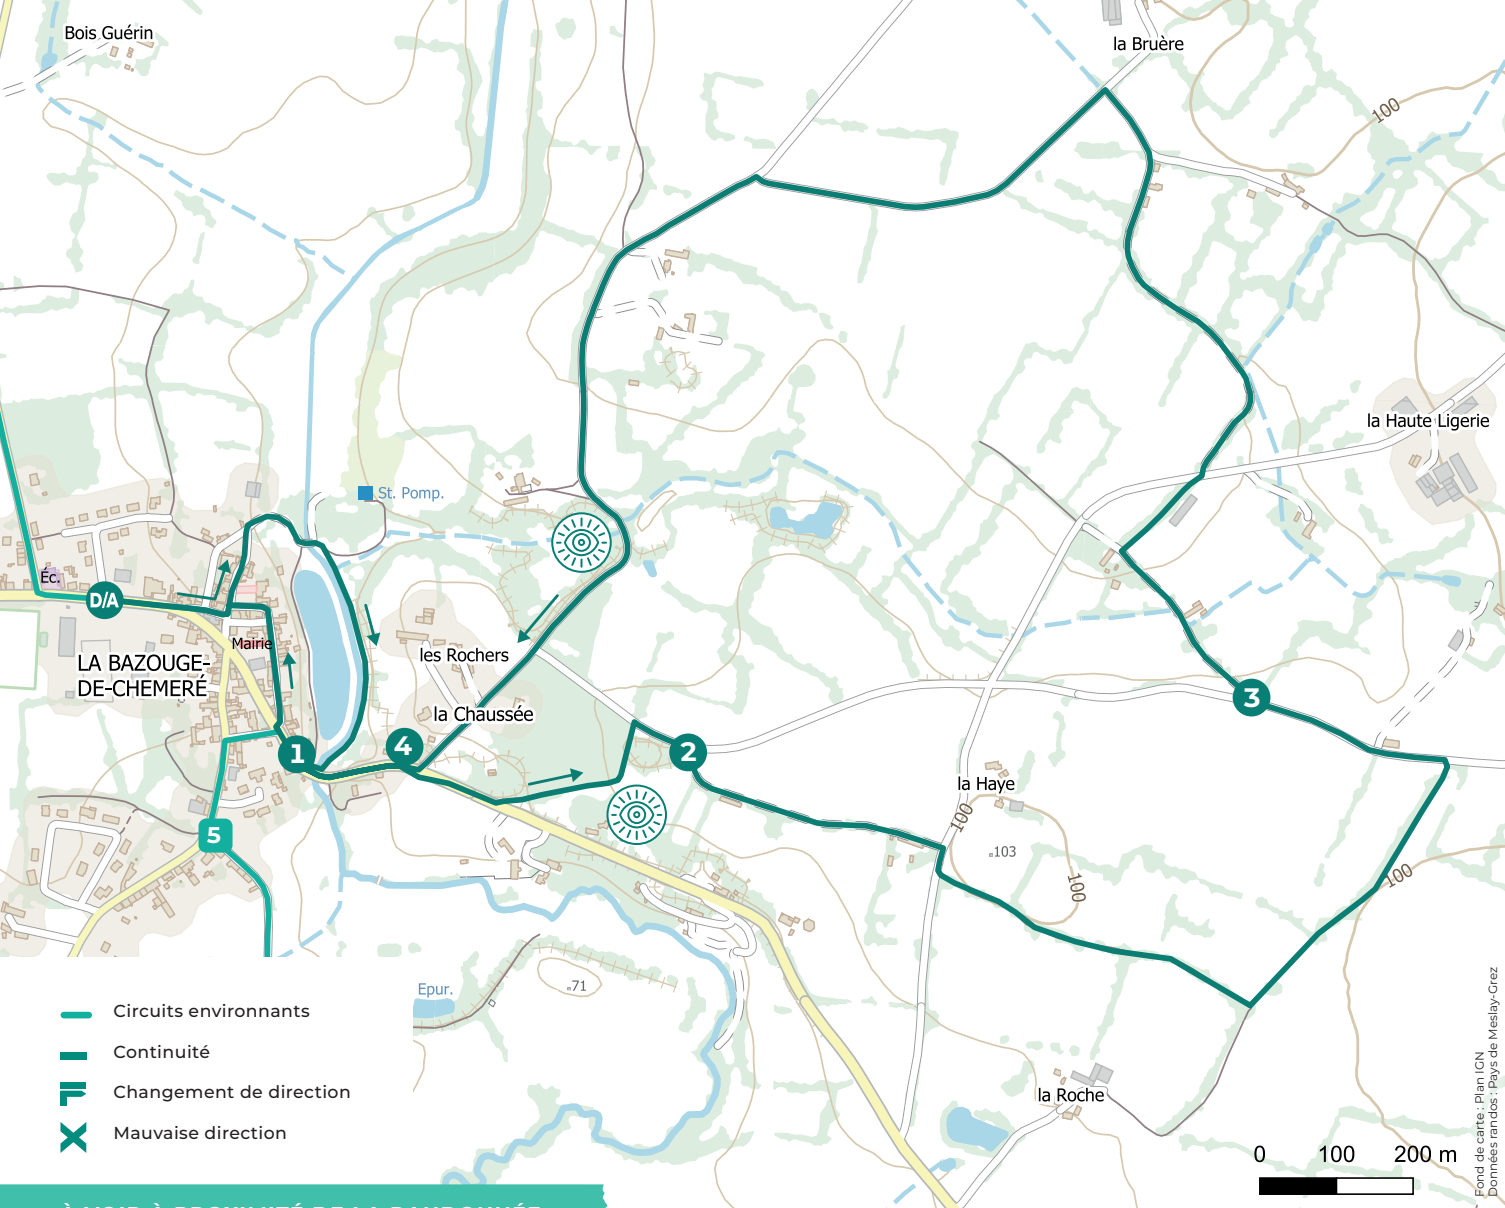 Bois Guérin
la Bruère
100
la Haute Ligerie
St. Pomp.
Éc.
D/A
Mairie
LA BAZOUGE-
DE-CHEMERÉ
les Rochers
la Chaussée
1
4
2
3
la Haye
100
103
100
100
5
71
Epur.
la Roche
Circuits environnants
Continuité
Changement de direction
Mauvaise direction
0 100 200 m
Fond de carte : Plan IGN
Données randos : Pays de Meslay-Grez